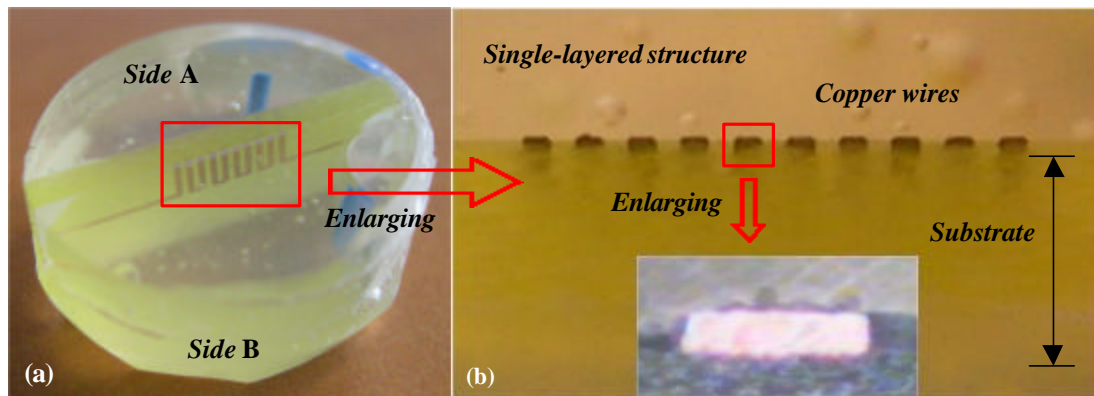 Side A
Enlarging
Side B
(a)
Single-layered structure
Copper wires
Enlarging
Substrate
(b)